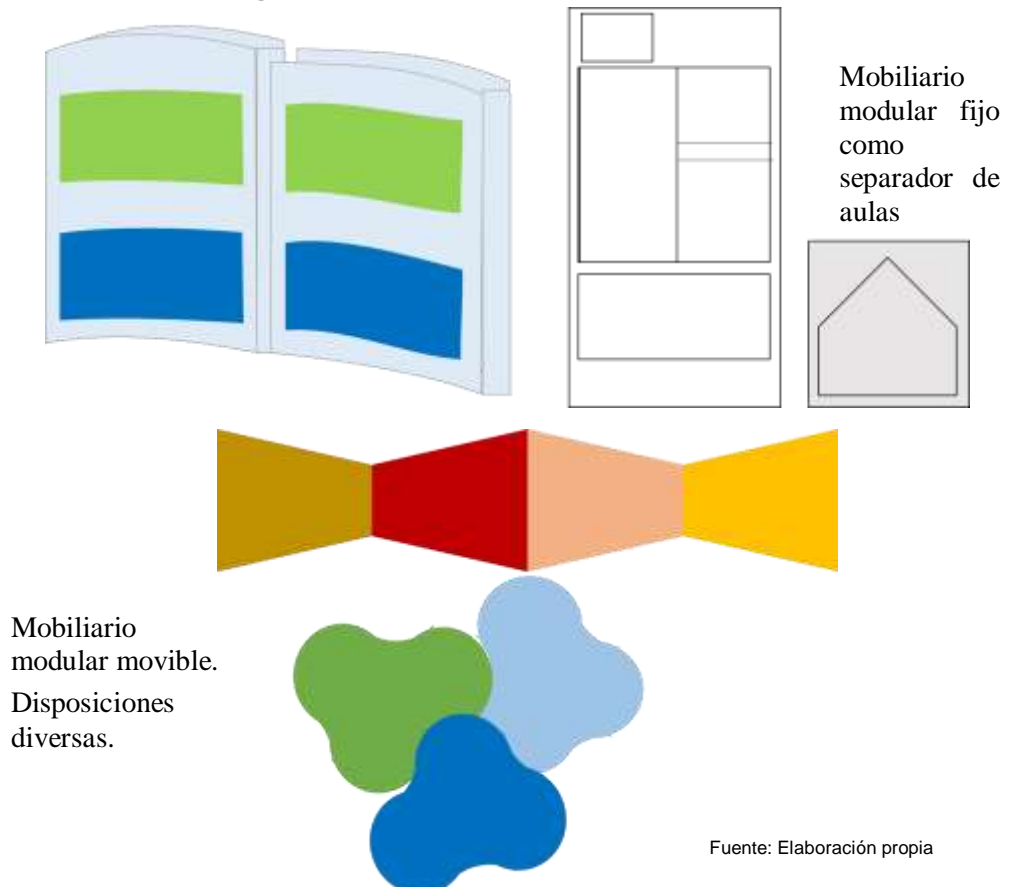 Mobiliario
modular fijo
como
separador de
aulas
Mobiliario
modular movible.
Disposiciones
diversas.
Fuente: Elaboración propia